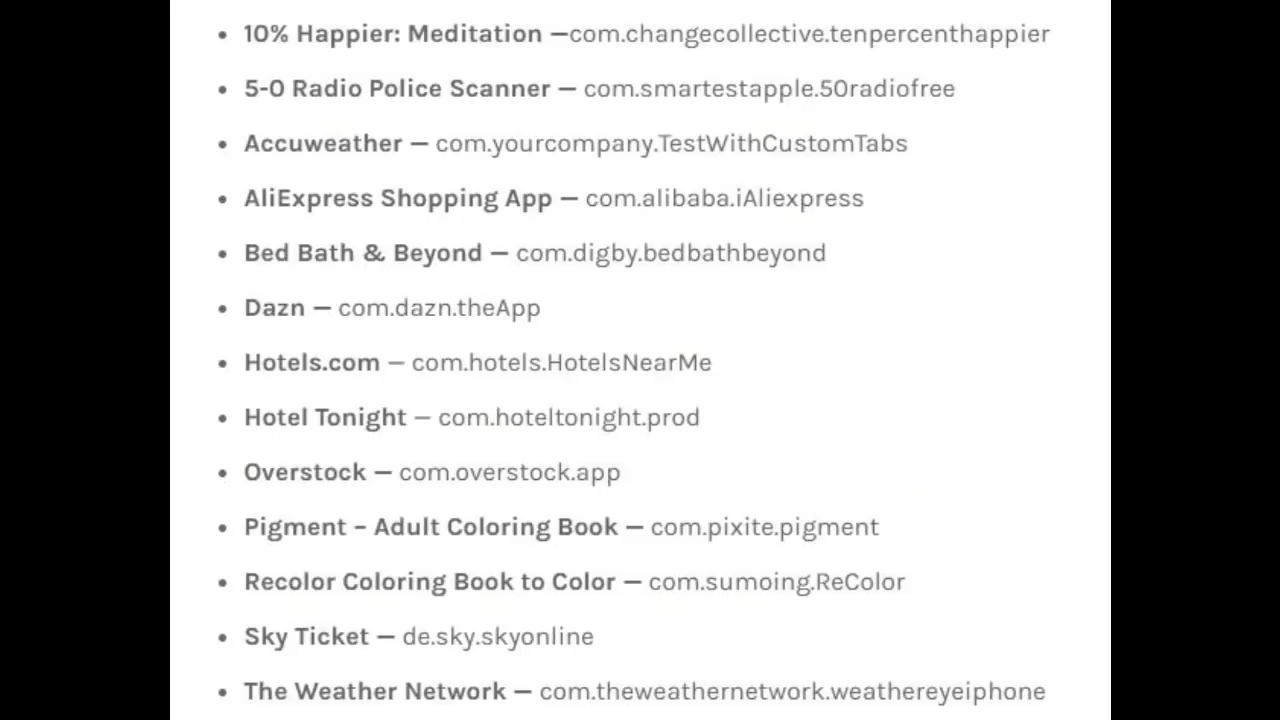 • 10% Happier: Meditation —com.changecollective.tenpercenthappier
• 5-0 Radio Police Scanner — com.smartestapple.50radiofree
• Accuweather — com.yourcompany.TestWithCustomTabs
• AliExpress Shopping App — com.alibaba.iAliexpress
• Bed Bath & Beyond — com.digby.bedbathbeyond
• Dazn — com.dazn.theApp
• Hotels.com — com.hotels.HotelsNearMe
• Hotel Tonight — com.hoteltonight.prod
• Overstock — com.overstock.app
• Pigment – Adult Coloring Book — com.pixite.pigment
• Recolor Coloring Book to Color — com.sumoing.ReColor
• Sky Ticket — de.sky.skyonline
• The Weather Network — com.theweathernetwork.weathereyeiphone